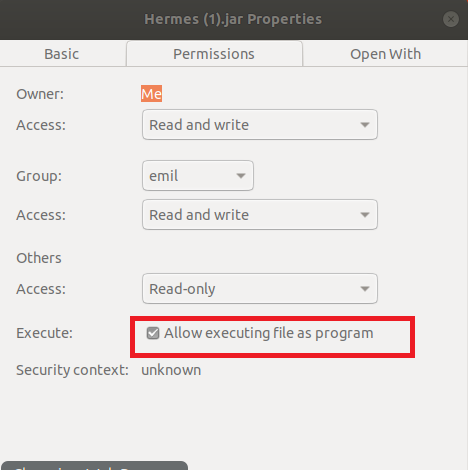 Hermes (1).jar Properties
Basic Permissions Open With
Owner: Me
Access: Read and write
Group: emil
Access: Read and write
Others
Access: Read-only
Execute: Allow executing file as program
Security context: unknown